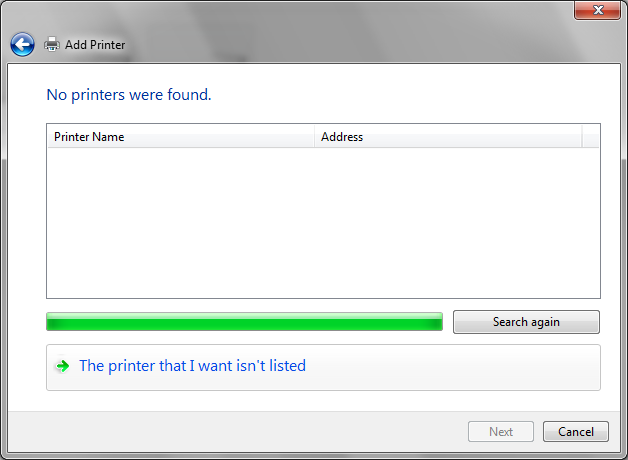 Add Printer
No printers were found.
Printer Name Address
Search again
The printer that I want isn't listed
Next Cancel